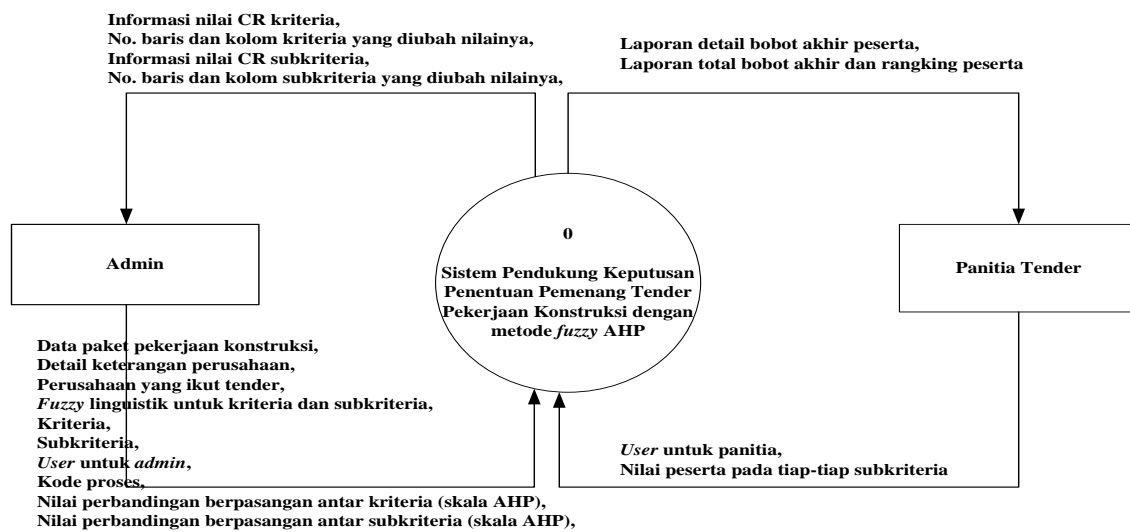 Informasi nilai CR kriteria,
No. baris dan kolom kriteria yang diubah nilainya,
Informasi nilai CR subkriteria,
No. baris dan kolom subkriteria yang diubah nilainya,
Laporan detail bobot akhir peserta,
Laporan total bobot akhir dan rangking peserta
Admin
0
Sistem Pendukung Keputusan
Penentuan Pemenang Tender
Pekerjaan Konstruksi dengan
metode fuzzy AHP
Panitia Tender
Data paket pekerjaan konstruksi,
Detail keterangan perusahaan,
Perusahaan yang ikut tender,
Fuzzy linguistik untuk kriteria dan subkriteria,
Kriteria,
Subkriteria,
User untuk admin,
Kode proses,
Nilai perbandingan berpasangan antar kriteria (skala AHP),
Nilai perbandingan berpasangan antar subkriteria (skala AHP),
User untuk panitia,
Nilai peserta pada tiap-tiap subkriteria